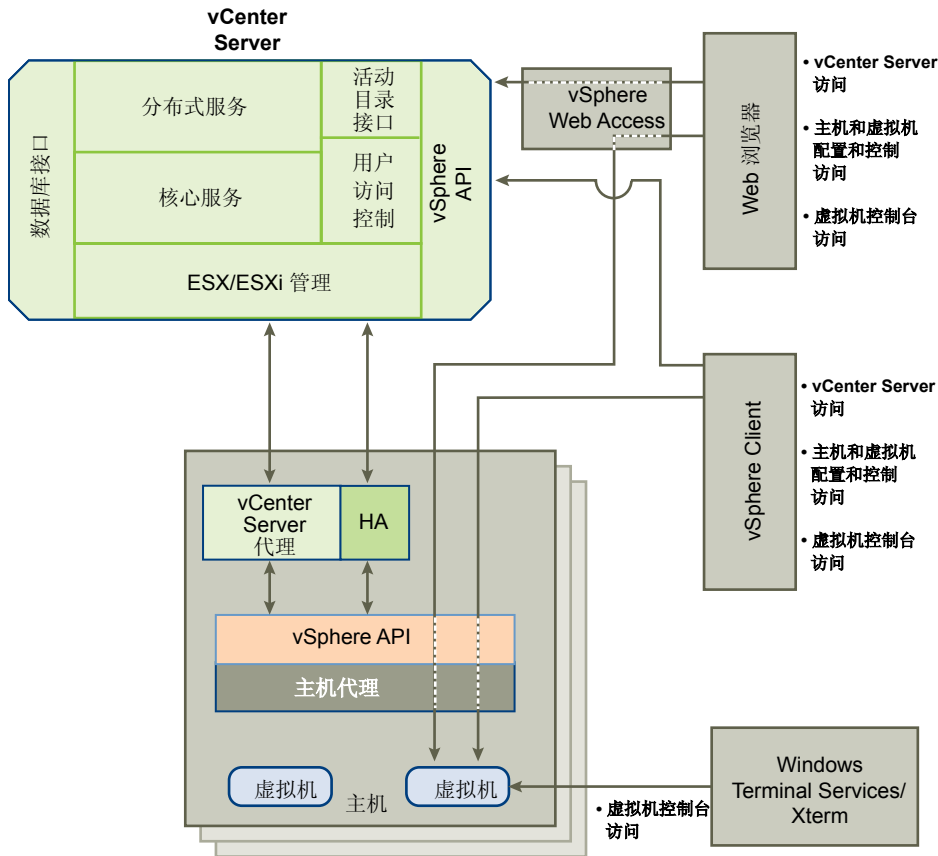 vCenter
Server
数据库接口
分布式服务
活动
目录
接口
核心服务
用户
访问
控制
vSphere
API
ESX/ESXi 管理
vSphere
Web Access
Web 浏览器
• vCenter Server
访问
• 主机和虚拟机
配置和控制
访问
• 虚拟机控制台
访问
vSphere Client
• vCenter Server
访问
• 主机和虚拟机
配置和控制
访问
• 虚拟机控制台
访问
vCenter
Server
代理
HA
vSphere API
主机代理
虚拟机
主机
虚拟机
• 虚拟机控制台
访问
Windows
Terminal Services/
Xterm